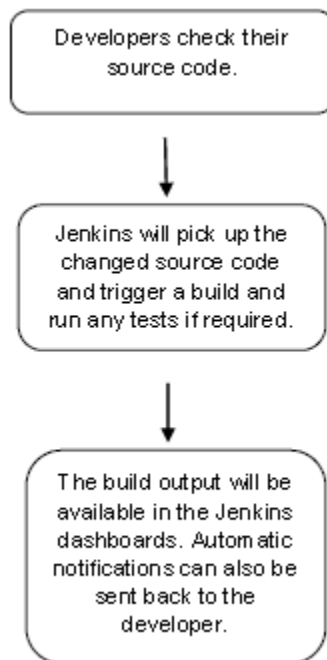 Developers check their
source code.
Jenkins will pick up the
changed source code
and trigger a build and
run any tests if required.
The build output will be
available in the Jenkins
dashboards. Automatic
notifications can also be
sent back to the
developer.